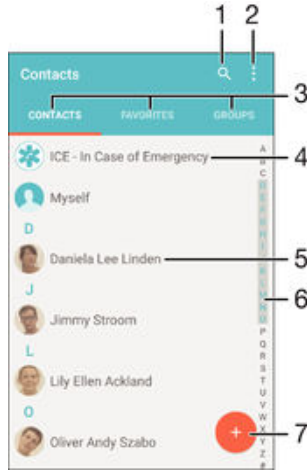 1 2
Contacts
3
CONTACTS FAVORITES GROUPS
ICE - In Case of Emergency 4
Myself
D
Daniela Lee Linden 5
J
6
Jimmy Stroom
L
Lily Ellen Ackland
O
+ 7
Oliver Andy Szabo
A
B
C
P
Q
R
S
T
U
V
W
X
Y
Z